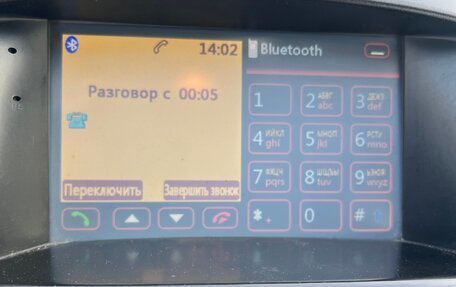 14:02
Bluetooth
Разговор с 00:05
1 2 абвг abc 3 дежз def
4 ийкл ghi 5 мноп jkl 6 рсту mno
7 фхцч pqrs 8 шщъы tuv 9 ьэюя wxyz
Переключить Завершить звонок
*+ 0 #